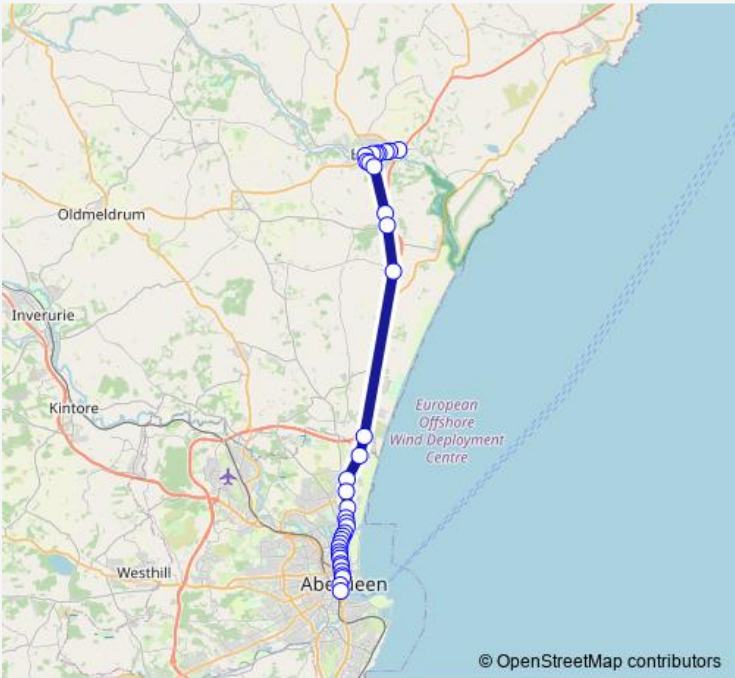 Oldmeldrum
Inverurie
Kintore
European
Offshore
Wind Deployment
Centre
Westhill
Aberdeen
© OpenStreetMap contributors